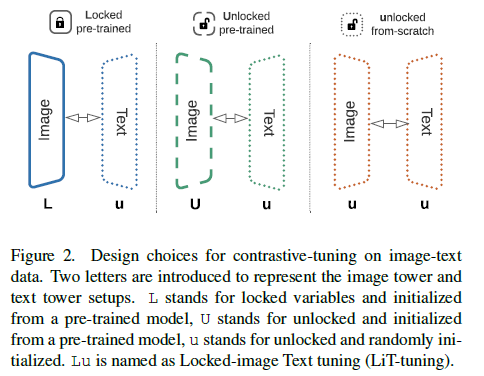 Locked
pre-trained
Unlocked
pre-trained
unlocked
from-scratch
Image
Text
Image
Text
Image
Text
L
u
U
u
u
u
Figure 2. Design choices for contrastive-tuning on image-text
data. Two letters are introduced to represent the image tower and
text tower setups. L stands for locked variables and initialized
from a pre-trained model, U stands for unlocked and initialized
from a pre-trained model, u stands for unlocked and randomly ini-
tialized. Lu is named as Locked-image Text tuning (LiT-tuning).